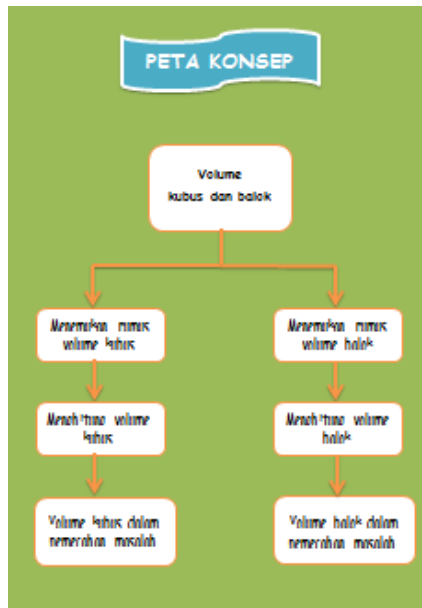 PETA KONSEP
Volume
kubus dan balok
Menemukan rumus
volume kubus
Menemukan rumus
volume balok
Menghitung volume
kubus
Menghitung volume
balok
Volume kubus dalam
pemecahan masalah
Volume balok dalam
pemecahan masalah